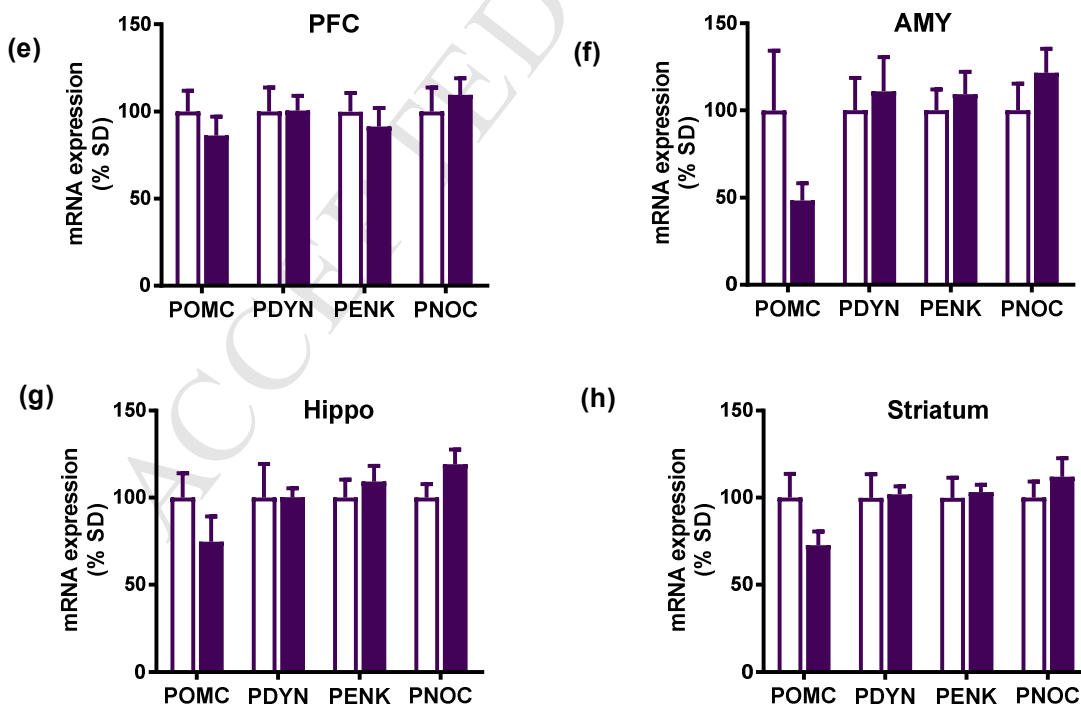 (e)
PFC
mRNA expression
(% SD)
150
100
50
0
POMC PDYN PENK PNOC
(f)
AMY
mRNA expression
(% SD)
150
100
50
0
POMC PDYN PENK PNOC
(g)
Hippo
mRNA expression
(% SD)
150
100
50
0
POMC PDYN PENK PNOC
(h)
Striatum
mRNA expression
(% SD)
150
100
50
0
POMC PDYN PENK PNOC
ACCEPTED